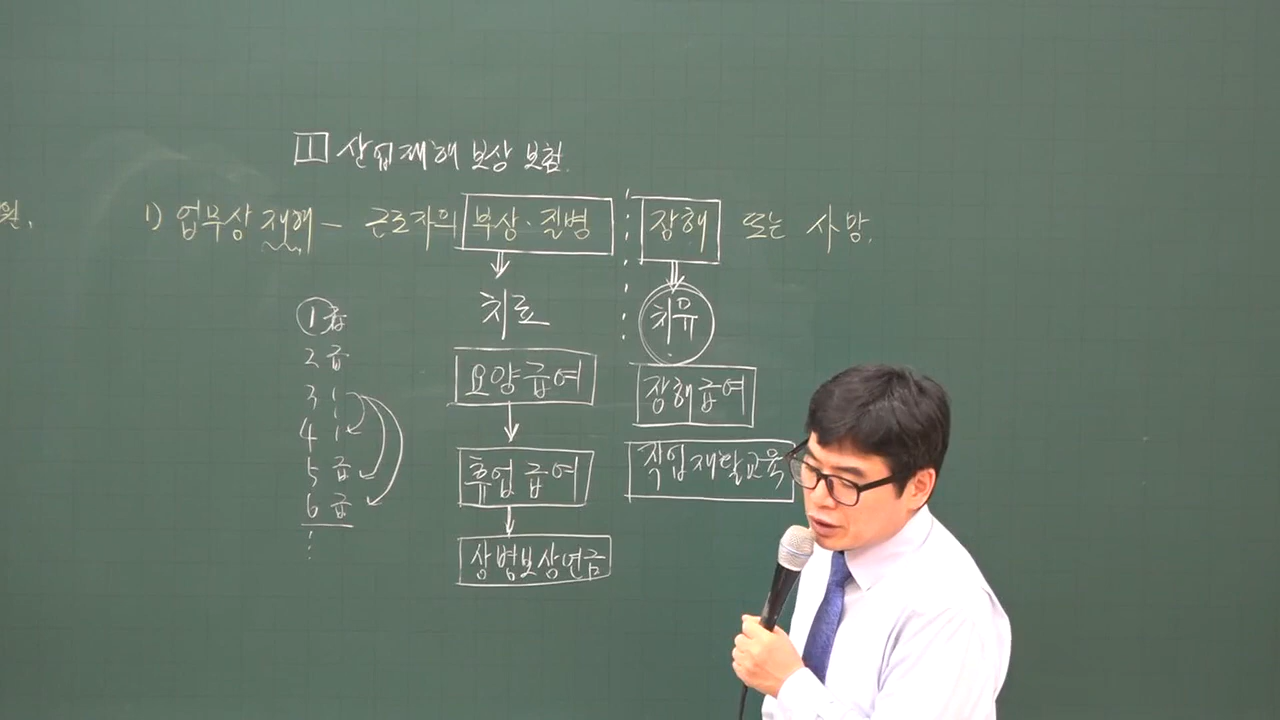 1 산업재해 보상 보험.
원.
1) 업무상 재해 - 근로자의 부상·질병 장해 또는 사망.
치료
치유
요양급여
장해급여
휴업급여
직업재활교육
상병보상연금
1급
2급
3 〃
4 〃
5급
6급